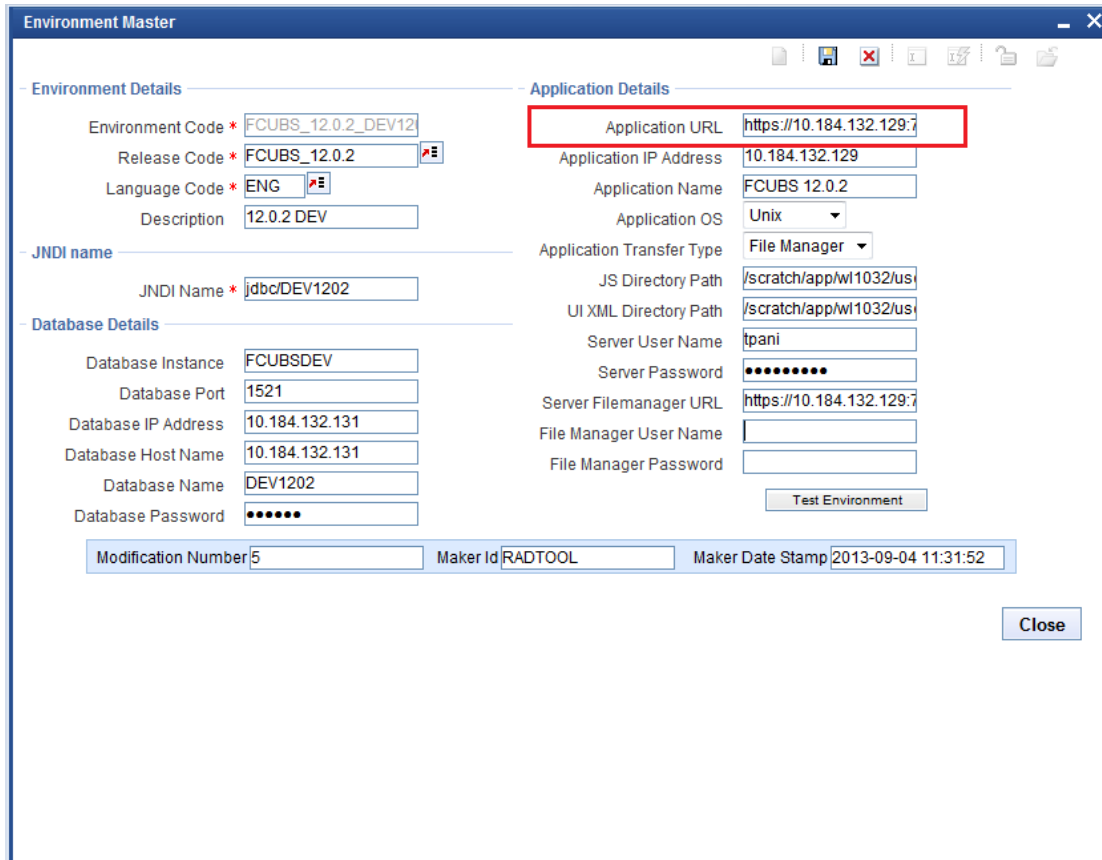 Environment Master
Environment Details
Environment Code * FCUBS_12.0.2_DEV12
Release Code * FCUBS_12.0.2
Language Code * ENG
Description 12.0.2 DEV
JNDI name
JNDI Name * jdbc/DEV1202
Database Details
Database Instance FCUBSDEV
Database Port 1521
Database IP Address 10.184.132.131
Database Host Name 10.184.132.131
Database Name DEV1202
Database Password ••••••
Application Details
Application URL https://10.184.132.129:7
Application IP Address 10.184.132.129
Application Name FCUBS 12.0.2
Application OS Unix
Application Transfer Type File Manager
JS Directory Path /scratch/app/wl1032/us
UI XML Directory Path /scratch/app/wl1032/us
Server User Name tpani
Server Password •••••••••
Server Filemanager URL https://10.184.132.129:7
File Manager User Name
File Manager Password
Test Environment
Modification Number 5 Maker Id RADTOOL Maker Date Stamp 2013-09-04 11:31:52
Close